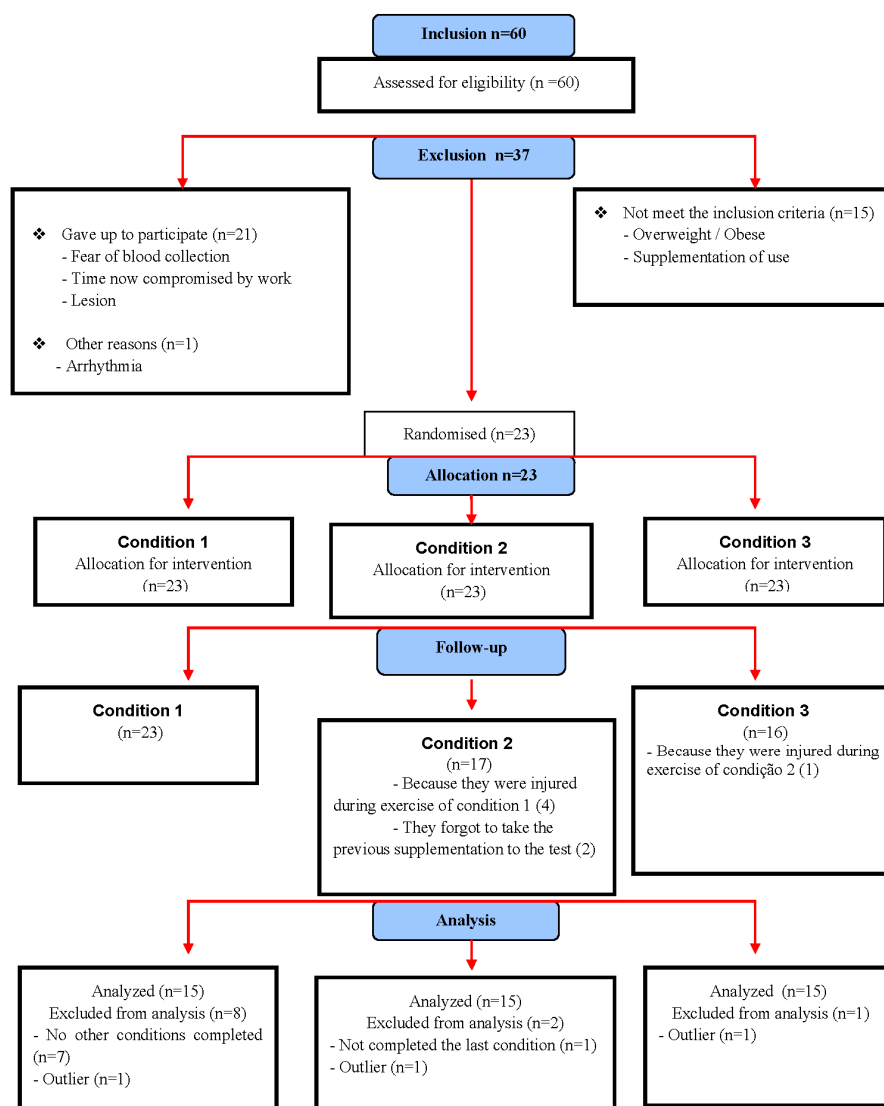 Inclusion n=60
Assessed for eligibility (n =60)
Exclusion n=37
❖ Gave up to participate (n=21)
- Fear of blood collection
- Time now compromised by work
- Lesion
❖ Other reasons (n=1)
- Arrhythmia
❖ Not meet the inclusion criteria (n=15)
- Overweight / Obese
- Supplementation of use
Randomised (n=23)
Allocation n=23
Condition 1
Allocation for intervention
(n=23)
Condition 2
Allocation for intervention
(n=23)
Condition 3
Allocation for intervention
(n=23)
Follow-up
Condition 1
(n=23)
Condition 2
(n=17)
- Because they were injured
during exercise of condition 1 (4)
- They forgot to take the
previous supplementation to the test (2)
Condition 3
(n=16)
- Because they were injured during
exercise of condição 2 (1)
Analysis
Analyzed (n=15)
Excluded from analysis (n=8)
- No other conditions completed
(n=7)
- Outlier (n=1)
Analyzed (n=15)
Excluded from analysis (n=2)
- Not completed the last condition (n=1)
- Outlier (n=1)
Analyzed (n=15)
Excluded from analysis (n=1)
- Outlier (n=1)